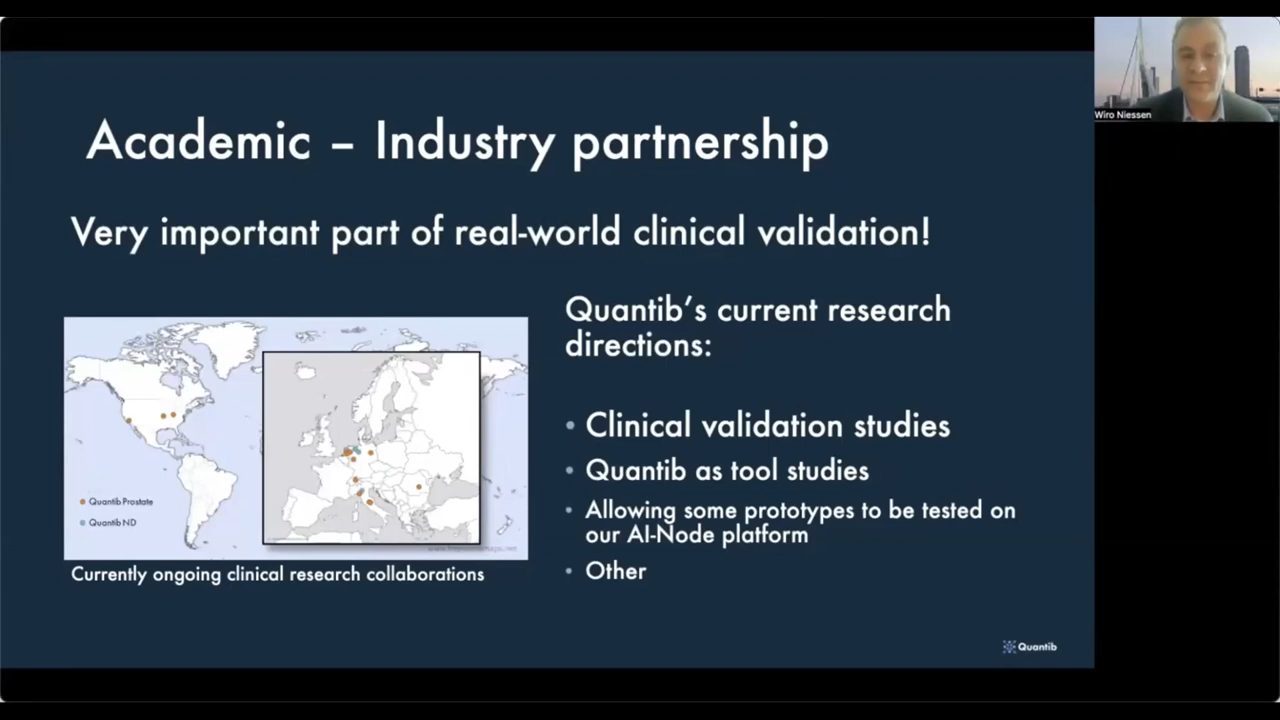 Academic – Industry partnership
Very important part of real-world clinical validation!
Quantib's current research
directions:
• Clinical validation studies
• Quantib as tool studies
• Allowing some prototypes to be tested on
our AI-Node platform
• Other
Quantib Prostate
Quantib ND
Currently ongoing clinical research collaborations
Quantib
Wiro Niessen